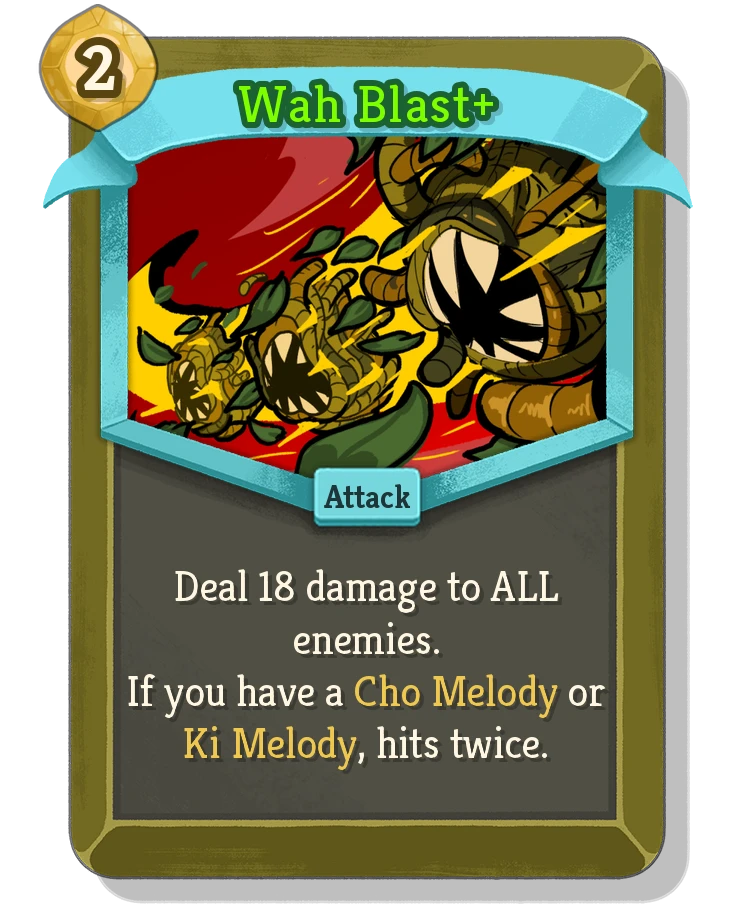 2
Wah Blast+
Attack
Deal 18 damage to ALL
enemies.
If you have a Cho Melody or
Ki Melody, hits twice.